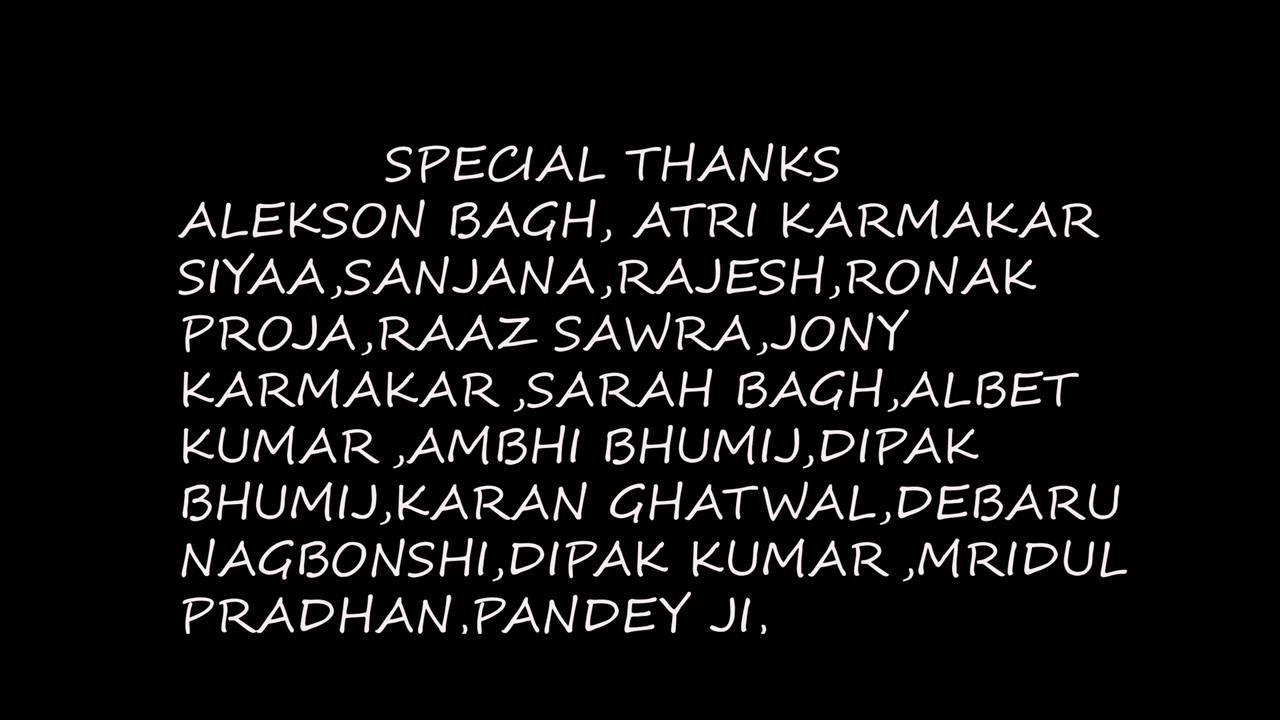 SPECIAL THANKS
ALEKSON BAGH, ATRI KARMAKAR
SIYAA,SANJANA,RAJESH,RONAK
PROJA,RAAZ SAWRA,JONY
KARMAKAR ,SARAH BAGH,ALBET
KUMAR ,AMBHI BHUMIJ,DIPAK
BHUMIJ,KARAN GHATWAL,DEBARU
NAGBONSHI,DIPAK KUMAR ,MRIDUL
PRADHAN,PANDEY JI,